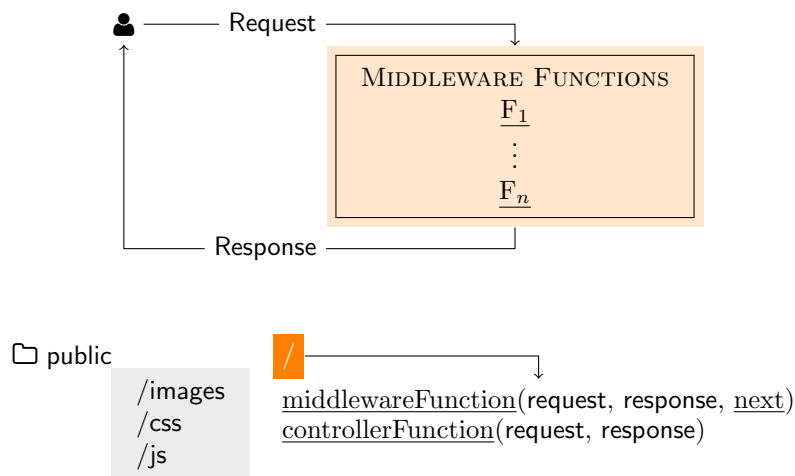 Request
MIDDLEWARE FUNCTIONS
F₁
⋮
Fₙ
Response
public
/images
/css
/js
/
middlewareFunction(request, response, next)
controllerFunction(request, response)